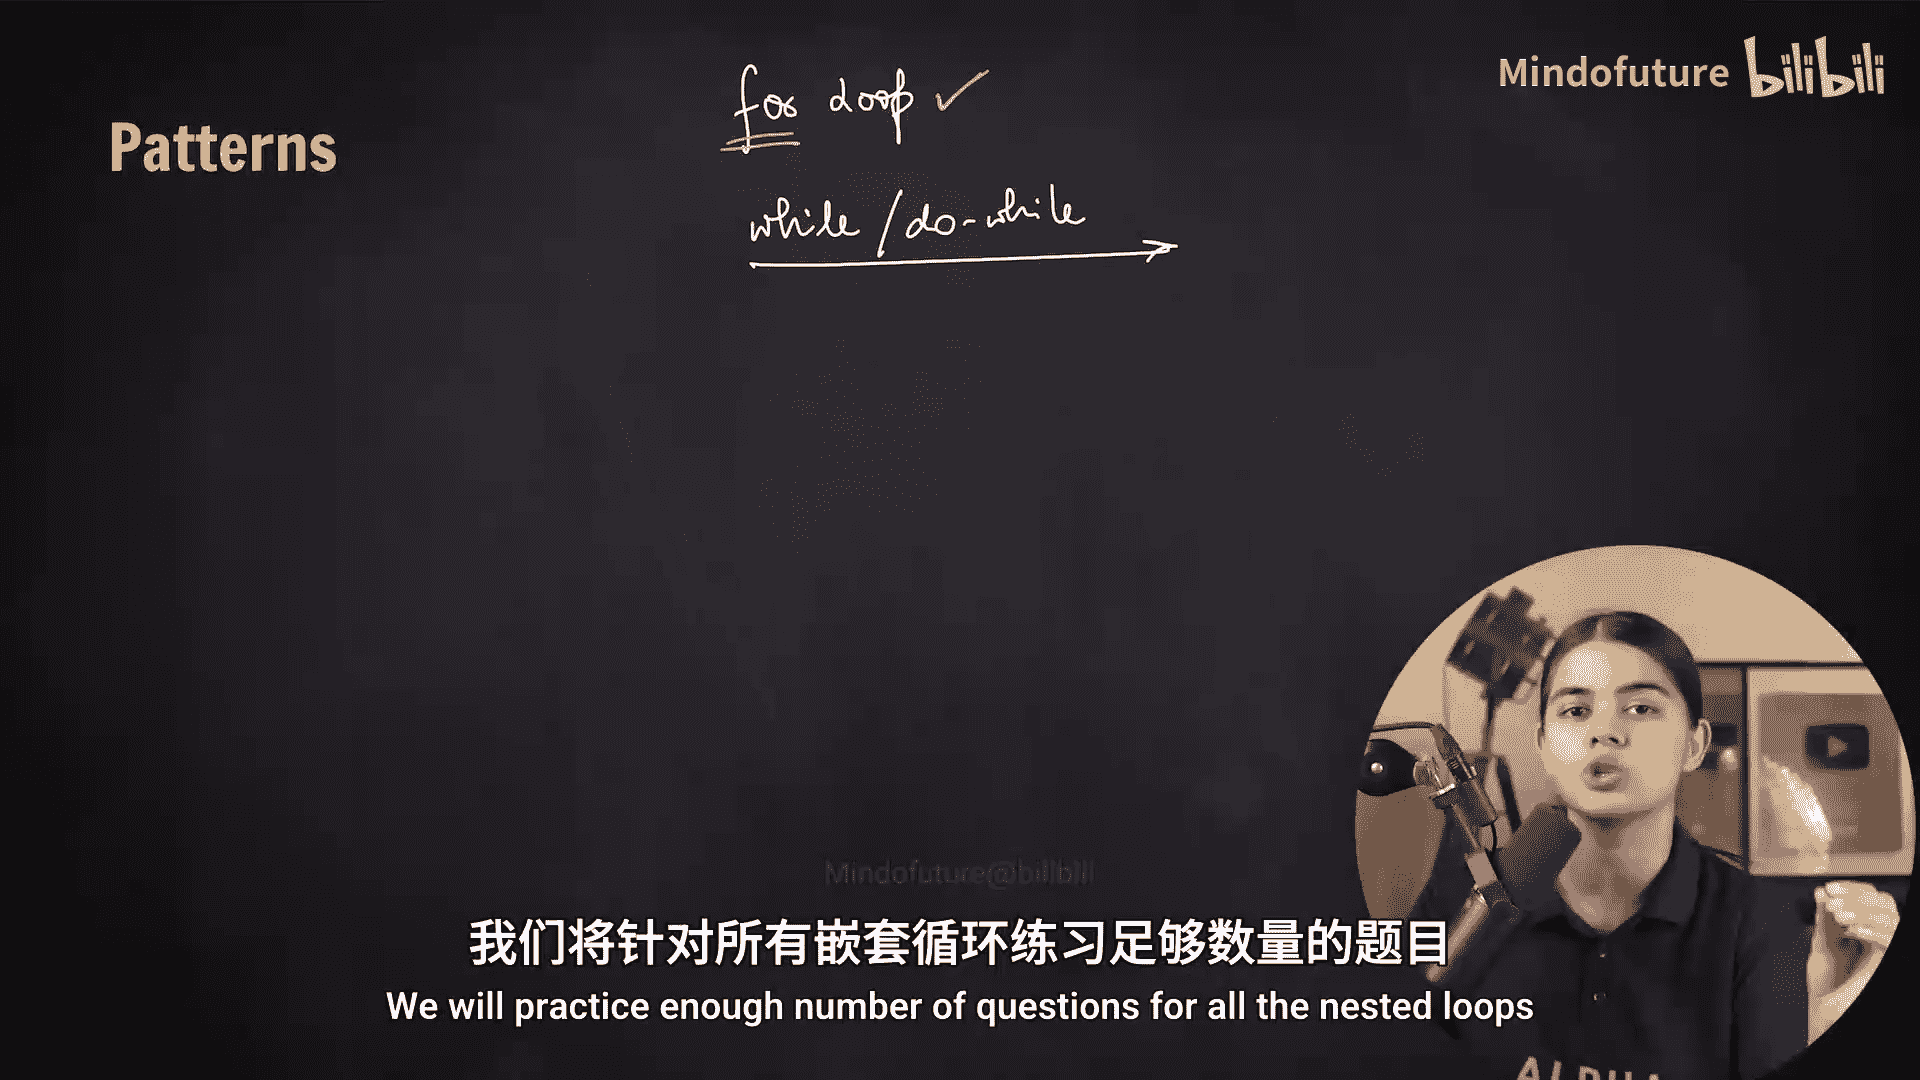 Mindofuture bilibili
for loop ✓
Patterns
while / do-while
Mindofuture@bilibili
我们将针对所有嵌套循环练习足够数量的题目
We will practice enough number of questions for all the nested loops
ALPHA